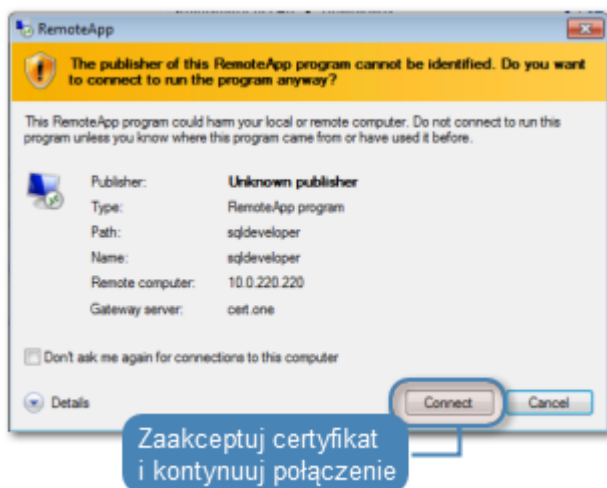 RemoteApp
The publisher of this RemoteApp program cannot be identified. Do you want
to connect to run the program anyway?
This RemoteApp program could harm your local or remote computer. Do not connect to run this
program unless you know where this program came from or have used it before.
Publisher: Unknown publisher
Type: RemoteApp program
Path: sqldeveloper
Name: sqldeveloper
Remote computer: 10.0.220.220
Gateway server: cert.one
Don't ask me again for connections to this computer
Details Connect Cancel
Zaakceptuj certyfikat
i kontynuuj połączenie